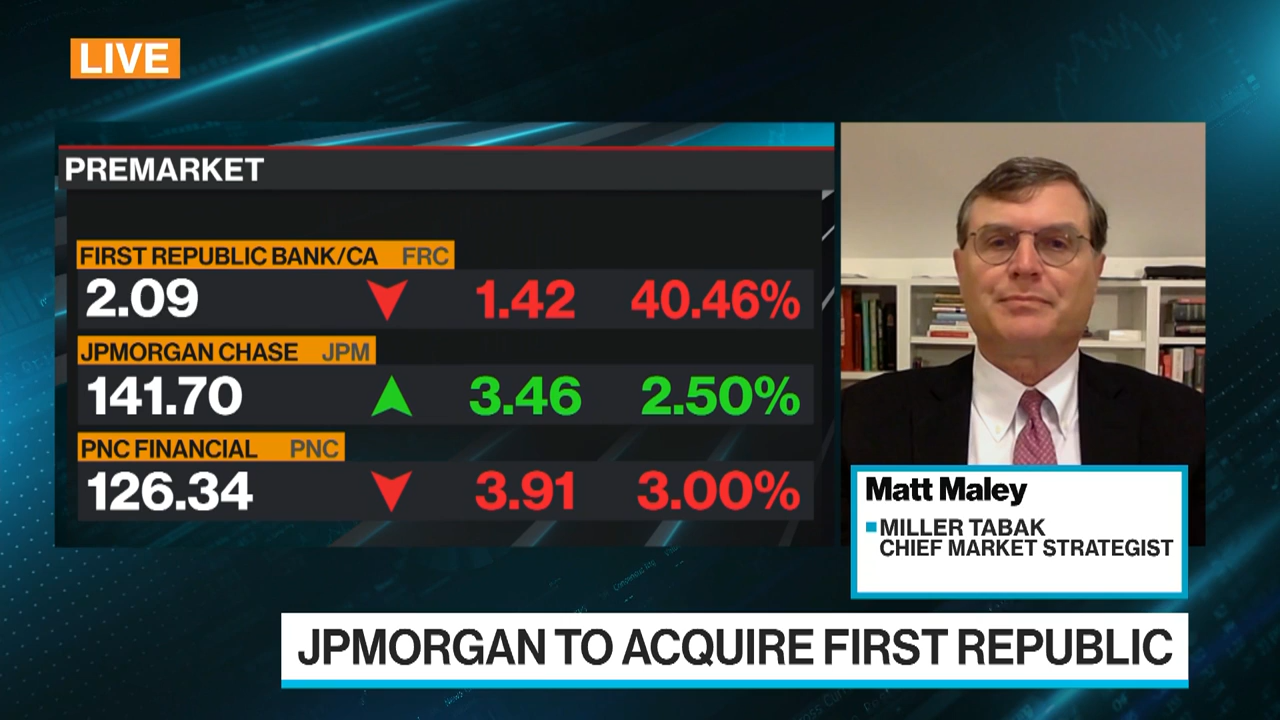 LIVE
PREMARKET
FIRST REPUBLIC BANK/CA FRC
2.09 1.42 40.46%
JPMORGAN CHASE JPM
141.70 3.46 2.50%
PNC FINANCIAL PNC
126.34 3.91 3.00%
Matt Maley
MILLER TABAK
CHIEF MARKET STRATEGIST
JPMORGAN TO ACQUIRE FIRST REPUBLIC